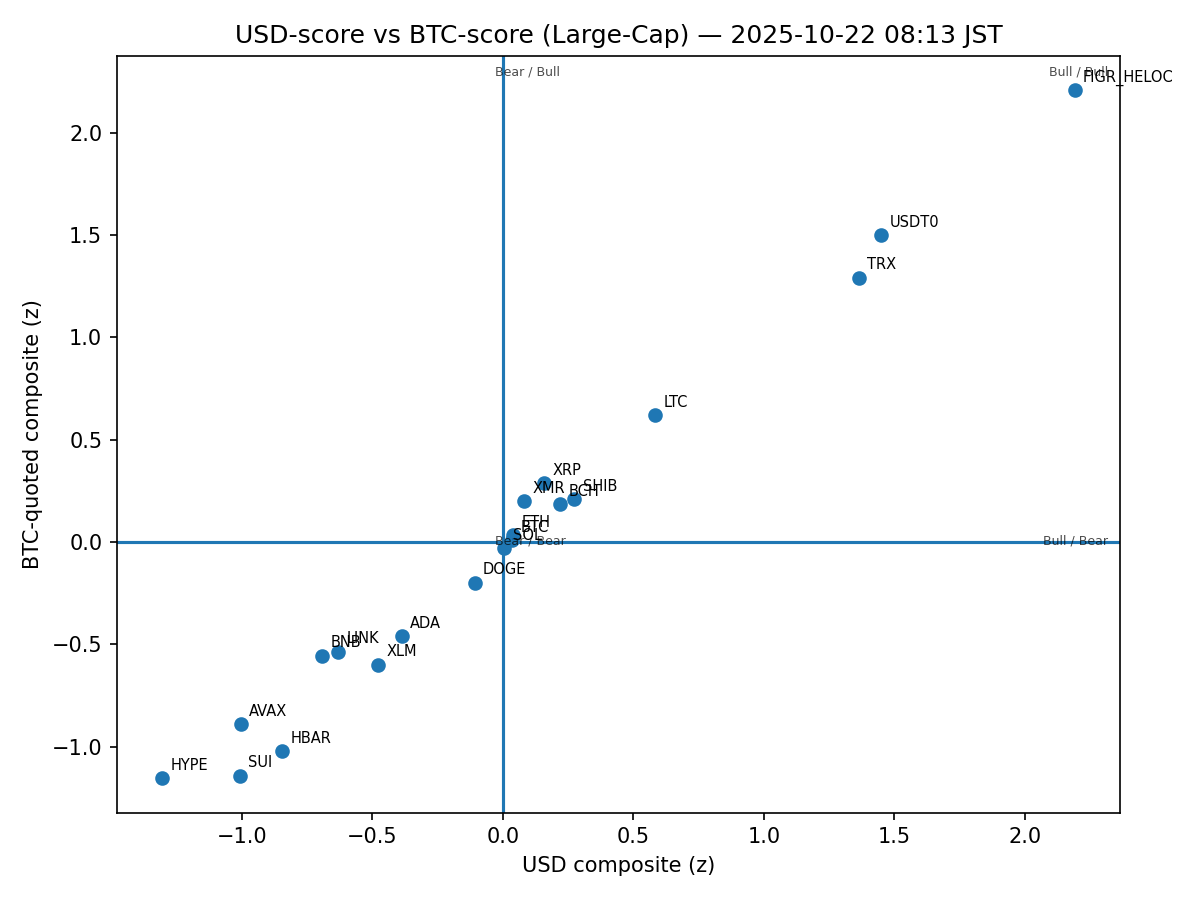 USD-score vs BTC-score (Large-Cap) — 2025-10-22 08:13 JST
Bear / Bull
Bull / Bull
FIGR_HELOC
USDT0
TRX
LTC
XRP
XMR
BCH
SHIB
ETH
BTC
SOL
Bear / Bear
Bull / Bear
DOGE
ADA
BNB
LINK
XLM
AVAX
HBAR
SUI
HYPE
2.0
1.5
1.0
0.5
0.0
−0.5
−1.0
BTC-quoted composite (z)
−1.0
−0.5
0.0
0.5
1.0
1.5
2.0
USD composite (z)